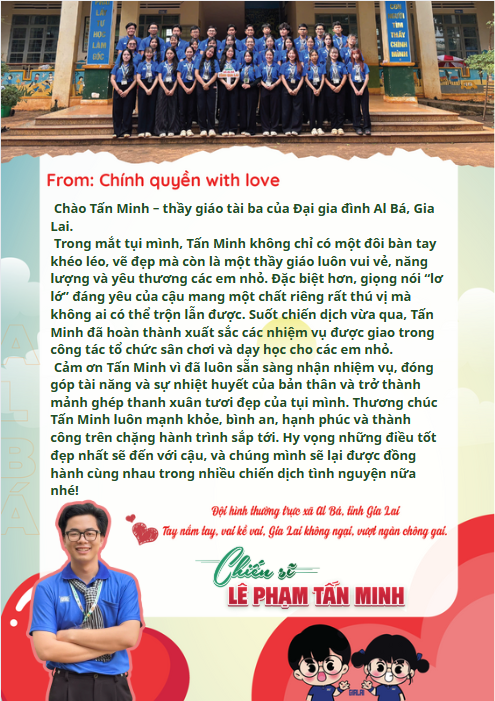 From: Chính quyền with love
Chào Tấn Minh – thầy giáo tài ba của Đại gia đình Al Bá, Gia
Lai.
Trong mắt tụi mình, Tấn Minh không chỉ có một đôi bàn tay
khéo léo, vẽ đẹp mà còn là một thầy giáo luôn vui vẻ, năng
lượng và yêu thương các em nhỏ. Đặc biệt hơn, giọng nói “lơ
lớ” đáng yêu của cậu mang một chất riêng rất thú vị mà
không ai có thể trộn lẫn được. Suốt chiến dịch vừa qua, Tấn
Minh đã hoàn thành xuất sắc các nhiệm vụ được giao trong
công tác tổ chức sân chơi và dạy học cho các em nhỏ.
Cảm ơn Tấn Minh vì đã luôn sẵn sàng nhận nhiệm vụ, đóng
góp tài năng và sự nhiệt huyết của bản thân và trở thành
mảnh ghép thanh xuân tươi đẹp của tụi mình. Thương chúc
Tấn Minh luôn mạnh khỏe, bình an, hạnh phúc và thành
công trên chặng hành trình sắp tới. Hy vọng những điều tốt
đẹp nhất sẽ đến với cậu, và chúng mình sẽ lại được đồng
hành cùng nhau trong nhiều chiến dịch tình nguyện nữa
nhé!
Đội hình thường trực xã Al Bá, tỉnh Gia Lai
Tay nắm tay, vai kề vai, Gia Lai không ngại, vượt ngàn chông gai.
Chiến sĩ
LÊ PHẠM TẤN MINH